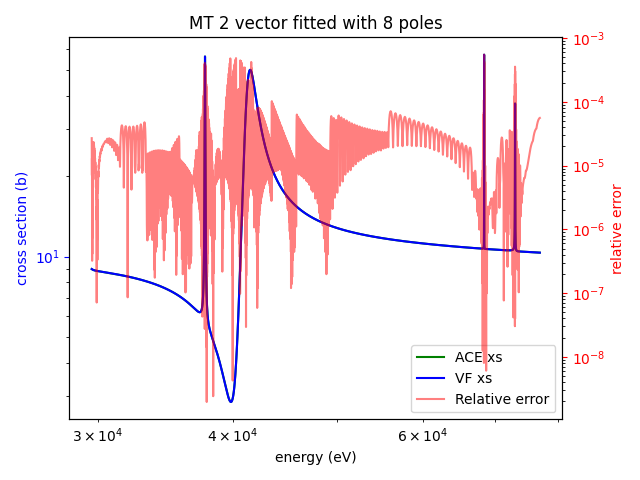 MT 2 vector fitted with 8 poles
cross section (b)
10¹
10⁻³
10⁻⁴
10⁻⁵
10⁻⁶
10⁻⁷
10⁻⁸
relative error
ACE xs
VF xs
Relative error
3 × 10⁴ 4 × 10⁴ 6 × 10⁴
energy (eV)